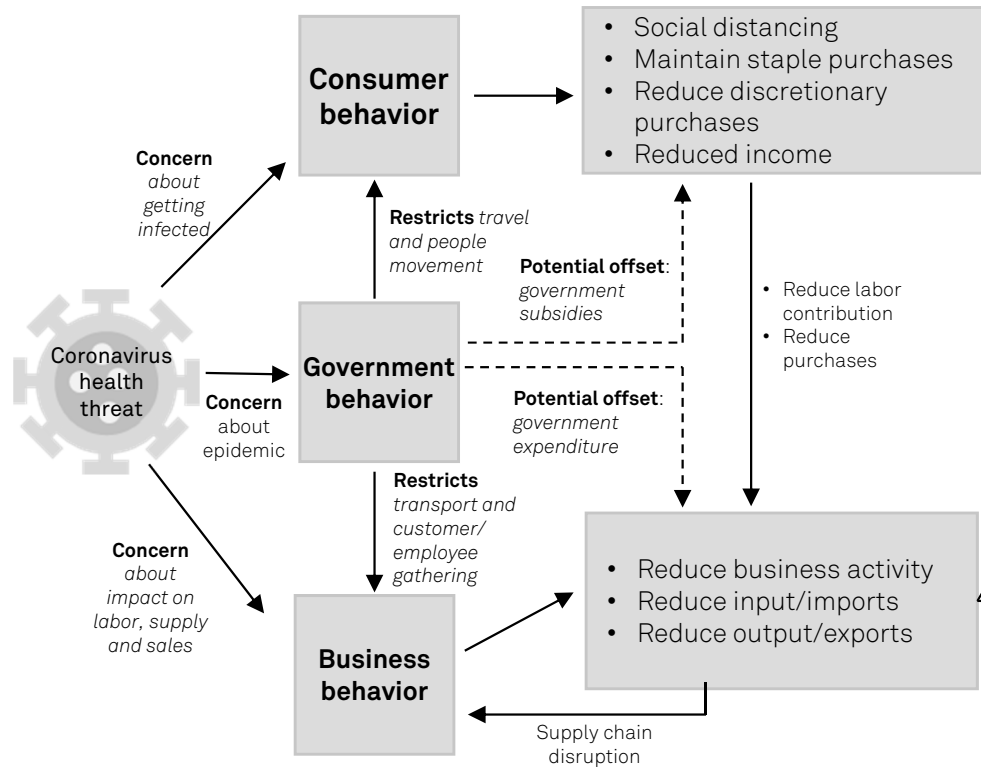 • Social distancing
• Maintain staple purchases
• Reduce discretionary
purchases
• Reduced income
Consumer
behavior
Concern
about
getting
infected
Restricts travel
and people
movement
Potential offset:
government
subsidies
• Reduce labor
contribution
• Reduce
purchases
Coronavirus
health
threat
Concern
about
epidemic
Government
behavior
Potential offset:
government
expenditure
Restricts
transport and
customer/
employee
gathering
Concern
about
impact on
labor, supply
and sales
Business
behavior
• Reduce business activity
• Reduce input/imports
• Reduce output/exports
Supply chain
disruption